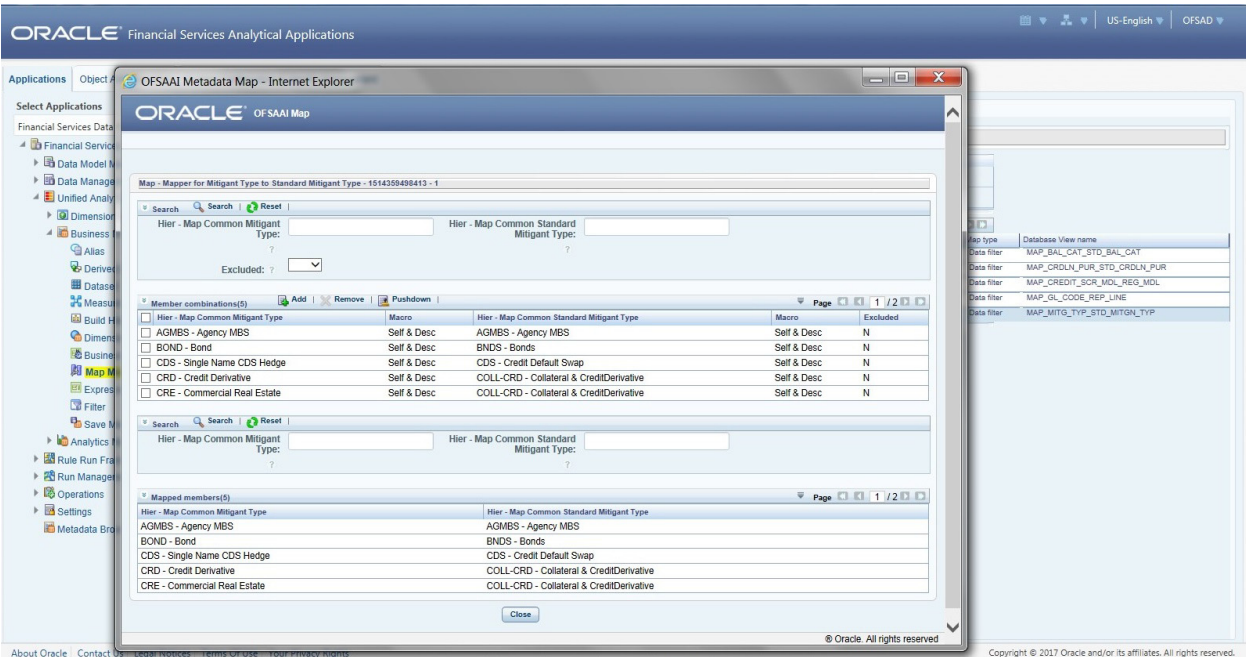 ORACLE® Financial Services Analytical Applications
US-English
OFSAD
Applications
Object A
Select Applications
Financial Services Data
Financial Service
Data Model M
Data Manage
Unified Analy
Dimension
Business M
Alias
Derived
Datase
Measur
Build H
Dimens
Busines
Map M
Expres
Filter
Save M
Analytics
Rule Run Fra
Run Manage
Operations
Settings
Metadata Bro
OFSAAI Metadata Map - Internet Explorer
X
ORACLE® OFSAAI Map
Map - Mapper for Mitigant Type to Standard Mitigant Type - 1514359498413 - 1
Search Search | Reset |
Hier - Map Common Mitigant Type:
?
Hier - Map Common Standard Mitigant Type:
?
Excluded: ?
Member combinations(5) Add | Remove | Pushdown | Page 1 / 2
Hier - Map Common Mitigant Type Macro Hier - Map Common Standard Mitigant Type Macro Excluded
AGMBS - Agency MBS Self & Desc AGMBS - Agency MBS Self & Desc N
BOND - Bond Self & Desc BNDS - Bonds Self & Desc N
CDS - Single Name CDS Hedge Self & Desc CDS - Credit Default Swap Self & Desc N
CRD - Credit Derivative Self & Desc COLL-CRD - Collateral & CreditDerivative Self & Desc N
CRE - Commercial Real Estate Self & Desc COLL-CRD - Collateral & CreditDerivative Self & Desc N
Search Search | Reset |
Hier - Map Common Mitigant Type:
?
Hier - Map Common Standard Mitigant Type:
?
Mapped members(5) Page 1 / 2
Hier - Map Common Mitigant Type Hier - Map Common Standard Mitigant Type
AGMBS - Agency MBS AGMBS - Agency MBS
BOND - Bond BNDS - Bonds
CDS - Single Name CDS Hedge CDS - Credit Default Swap
CRD - Credit Derivative COLL-CRD - Collateral & CreditDerivative
CRE - Commercial Real Estate COLL-CRD - Collateral & CreditDerivative
Close
® Oracle. All rights reserved
Map type Database View name
Data filter MAP_BAL_CAT_STD_BAL_CAT
Data filter MAP_CRDLN_PUR_STD_CRDLN_PUR
Data filter MAP_CREDIT_SCR_MDL_REG_MDL
Data filter MAP_GL_CODE_REP_LINE
Data filter MAP_MITG_TYP_STD_MITGN_TYP
About Oracle Contact Us Legal Notices Terms Of Use Your Privacy Rights
Copyright © 2017 Oracle and/or its affiliates. All rights reserved.